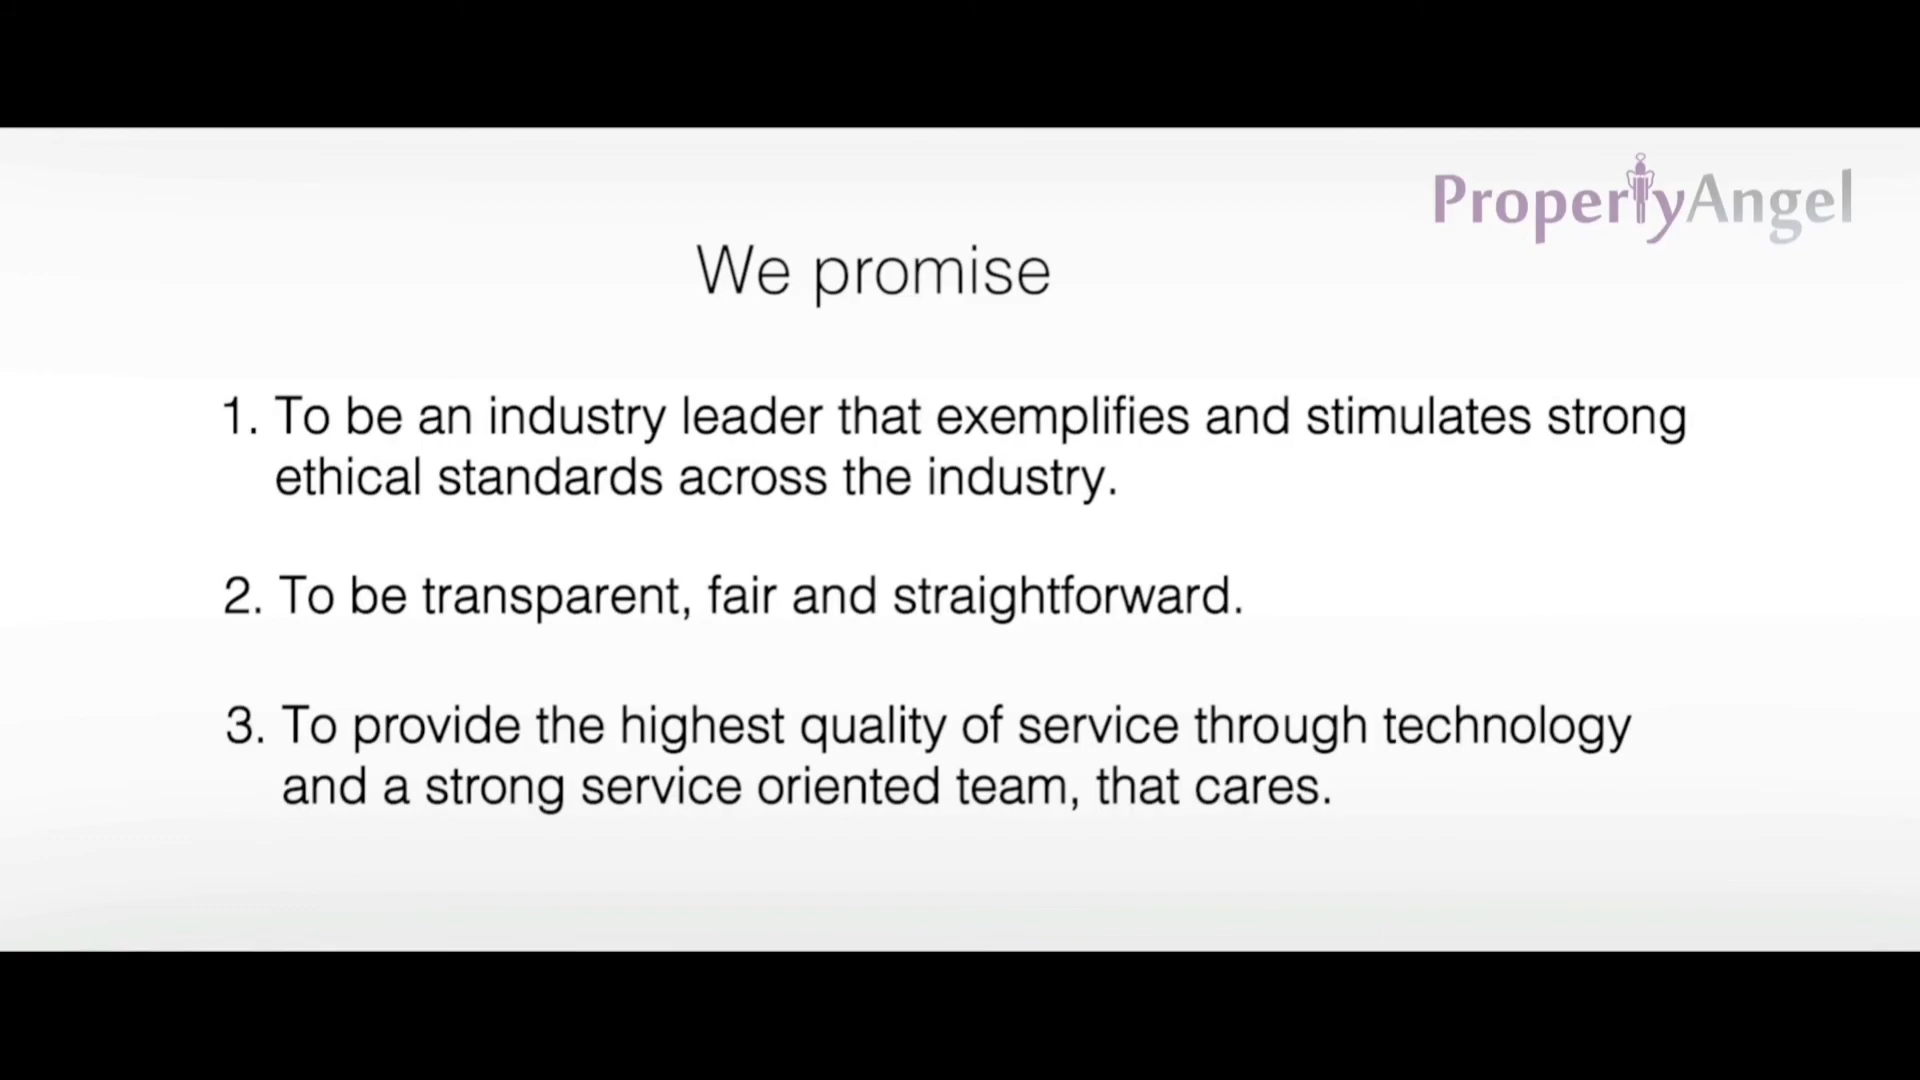 PropertyAngel
We promise
1. To be an industry leader that exemplifies and stimulates strong
ethical standards across the industry.
2. To be transparent, fair and straightforward.
3. To provide the highest quality of service through technology
and a strong service oriented team, that cares.